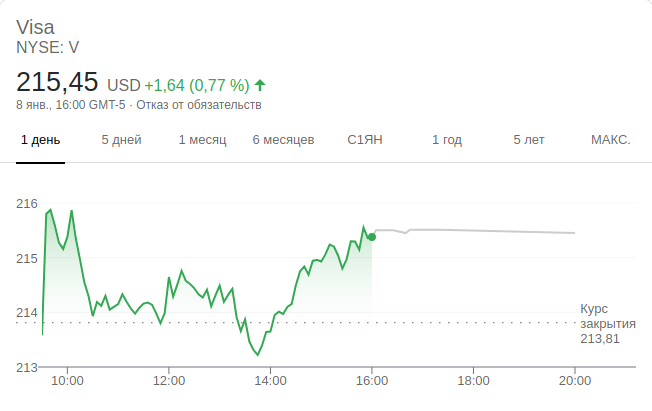 Visa
NYSE: V
215,45 USD +1,64 (0,77 %)
8 янв., 16:00 GMT-5 · Отказ от обязательств
1 день 5 дней 1 месяц 6 месяцев С1ЯН 1 год 5 лет МАКС.
216
215
214
Курс
закрытия
213,81
213
10:00 12:00 14:00 16:00 18:00 20:00